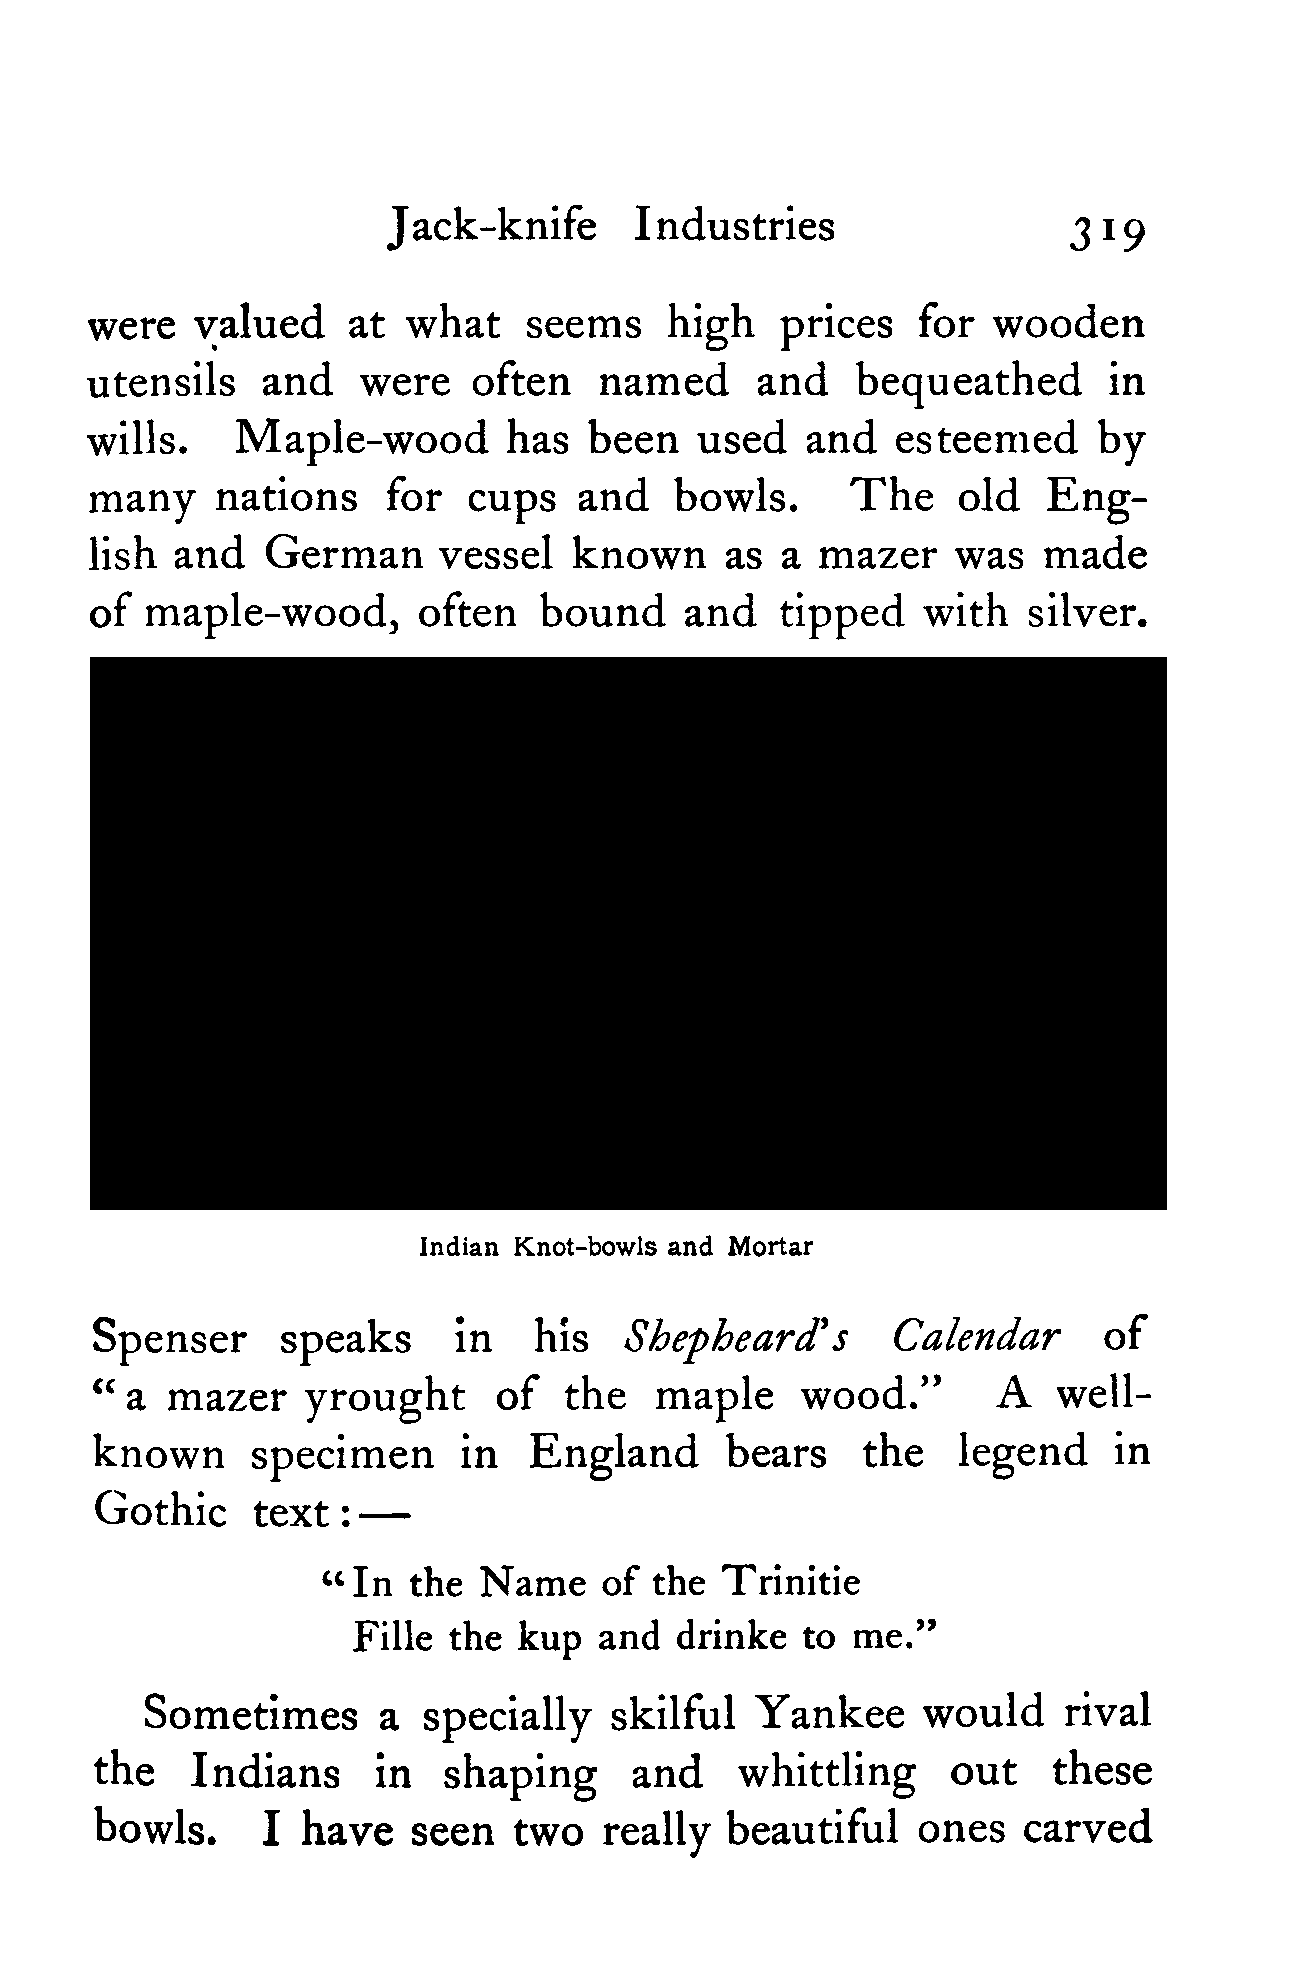 Jack-knife Industries 319
were valued at what seems high prices for wooden
utensils and were often named and bequeathed in
wills. Maple-wood has been used and esteemed by
many nations for cups and bowls. The old Eng-
lish and German vessel known as a mazer was made
of maple-wood, often bound and tipped with silver.
Indian Knot-bowls and Mortar
Spenser speaks in his Shepheard's Calendar of
“a mazer yrought of the maple wood.” A well-
known specimen in England bears the legend in
Gothic text:—
“In the Name of the Trinitie
Fille the kup and drinke to me.”
Sometimes a specially skilful Yankee would rival
the Indians in shaping and whittling out these
bowls. I have seen two really beautiful ones carved